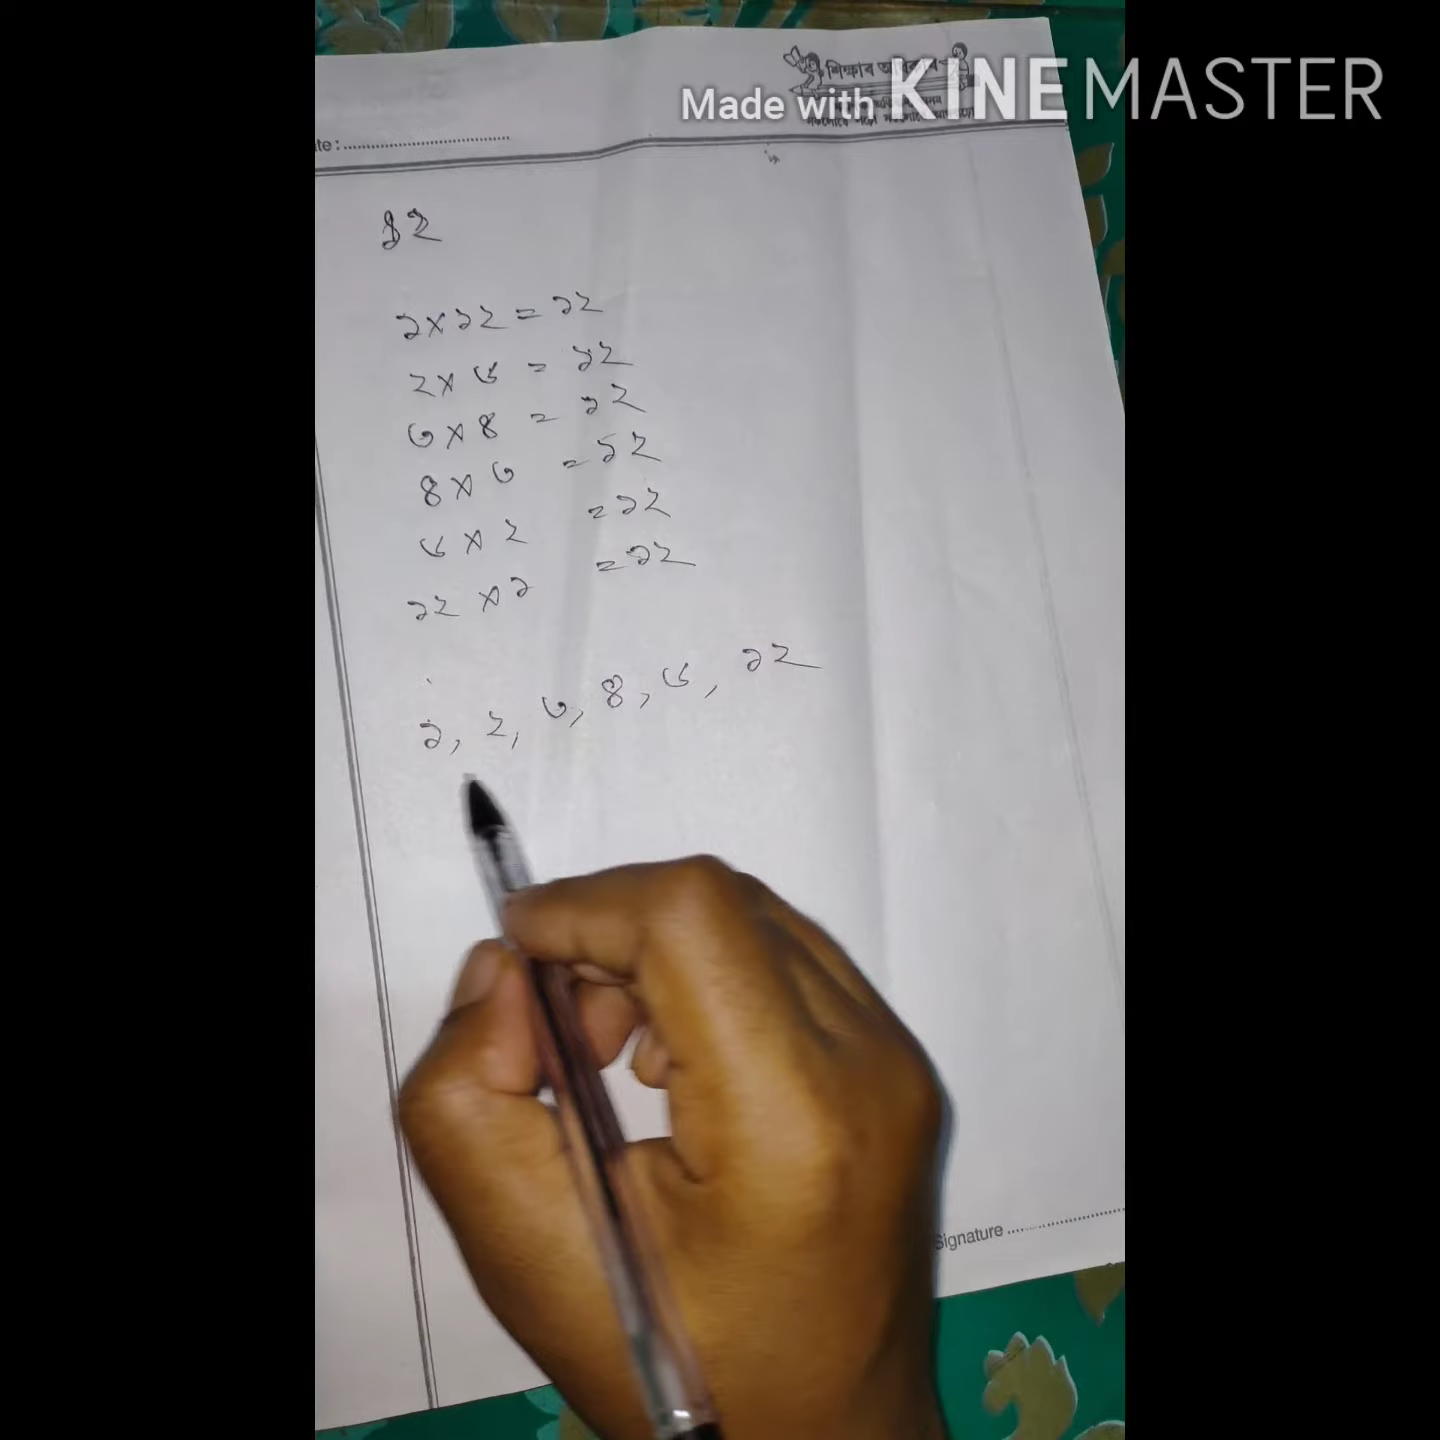 Made with KINEMASTER
শিক্ষাৰ
te:
১২
১×১২=১২
২×৬ = ১২
৩×৪ = ১২
৪×৩ =১২
৬×২ =১২
১২×১ =১২
১, ২, ৩, ৪, ৬, ১২
Signature